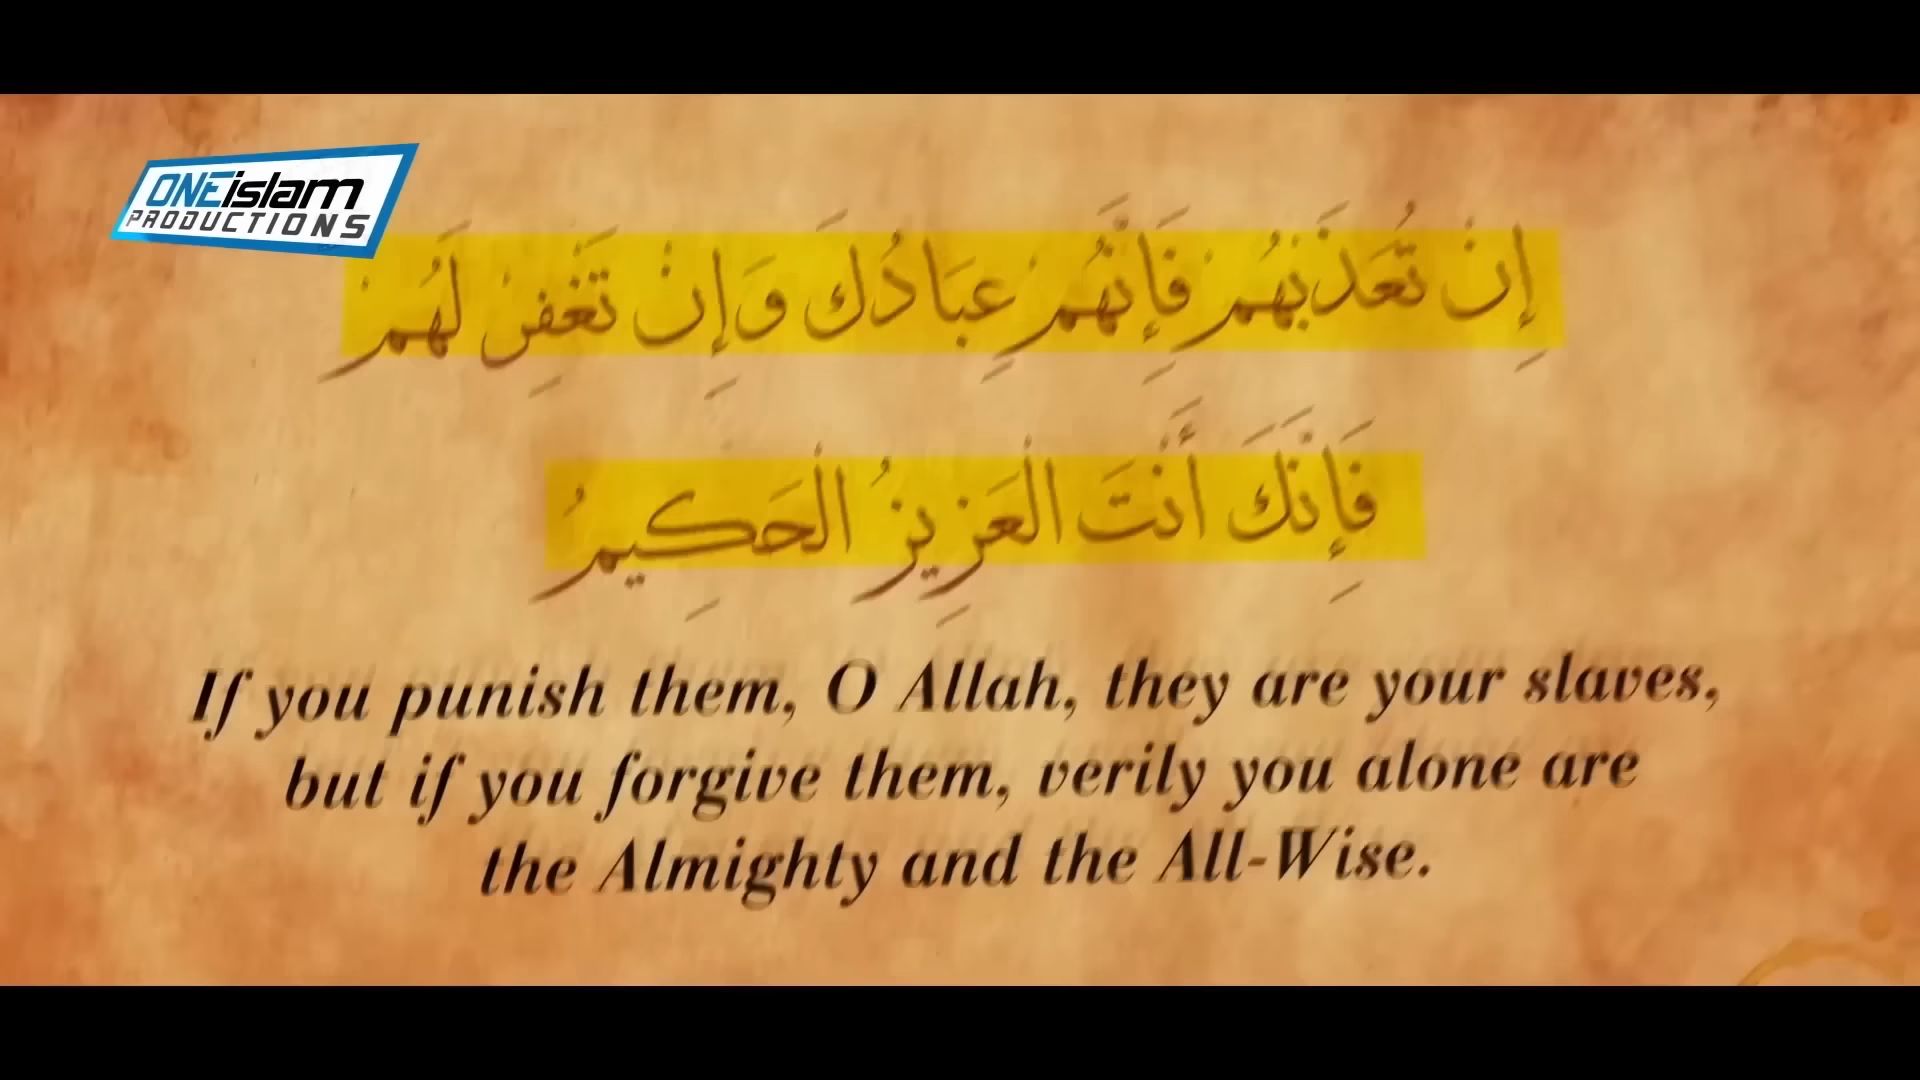 ONEislam
PRODUCTIONS
إِنْ تُعَذِّبْهُمْ فَإِنَّهُمْ عِبَادُكَ وَإِنْ تَغْفِرْ لَهُمْ
فَإِنَّكَ أَنْتَ الْعَزِيزُ الْحَكِيمُ
If you punish them, O Allah, they are your slaves,
but if you forgive them, verily you alone are
the Almighty and the All-Wise.